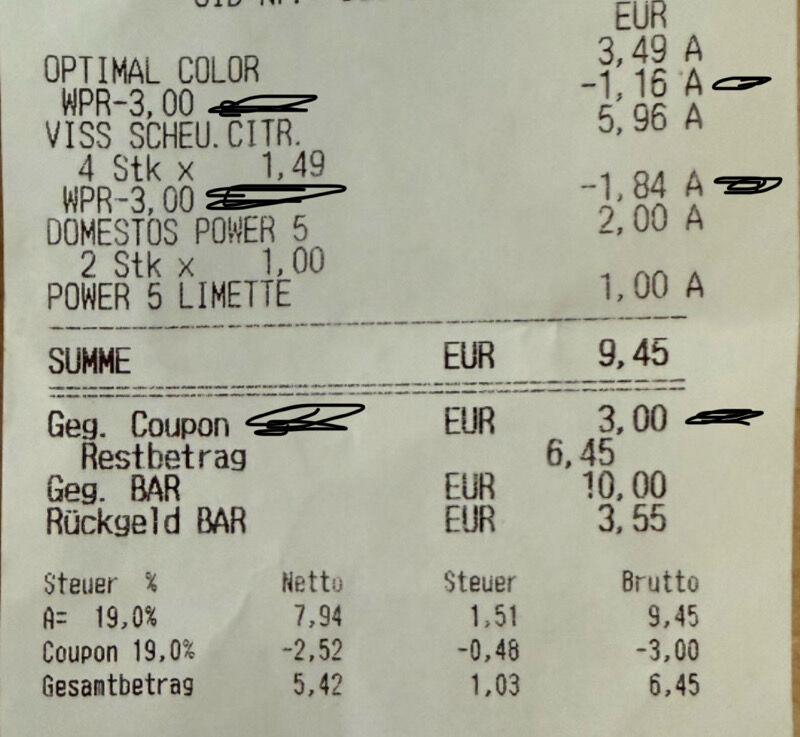 EUR
OPTIMAL COLOR 3,49 A
WPR-3,00 -1,16 A
VISS SCHEU.CITR. 5,96 A
4 Stk x 1,49
WPR-3,00 -1,84 A
DOMESTOS POWER 5 2,00 A
2 Stk x 1,00
POWER 5 LIMETTE 1,00 A
SUMME EUR 9,45
Geg. Coupon EUR 3,00
Restbetrag 6,45
Geg. BAR EUR 10,00
Rückgeld BAR EUR 3,55
Steuer % Netto Steuer Brutto
A= 19,0% 7,94 1,51 9,45
Coupon 19,0% -2,52 -0,48 -3,00
Gesamtbetrag 5,42 1,03 6,45